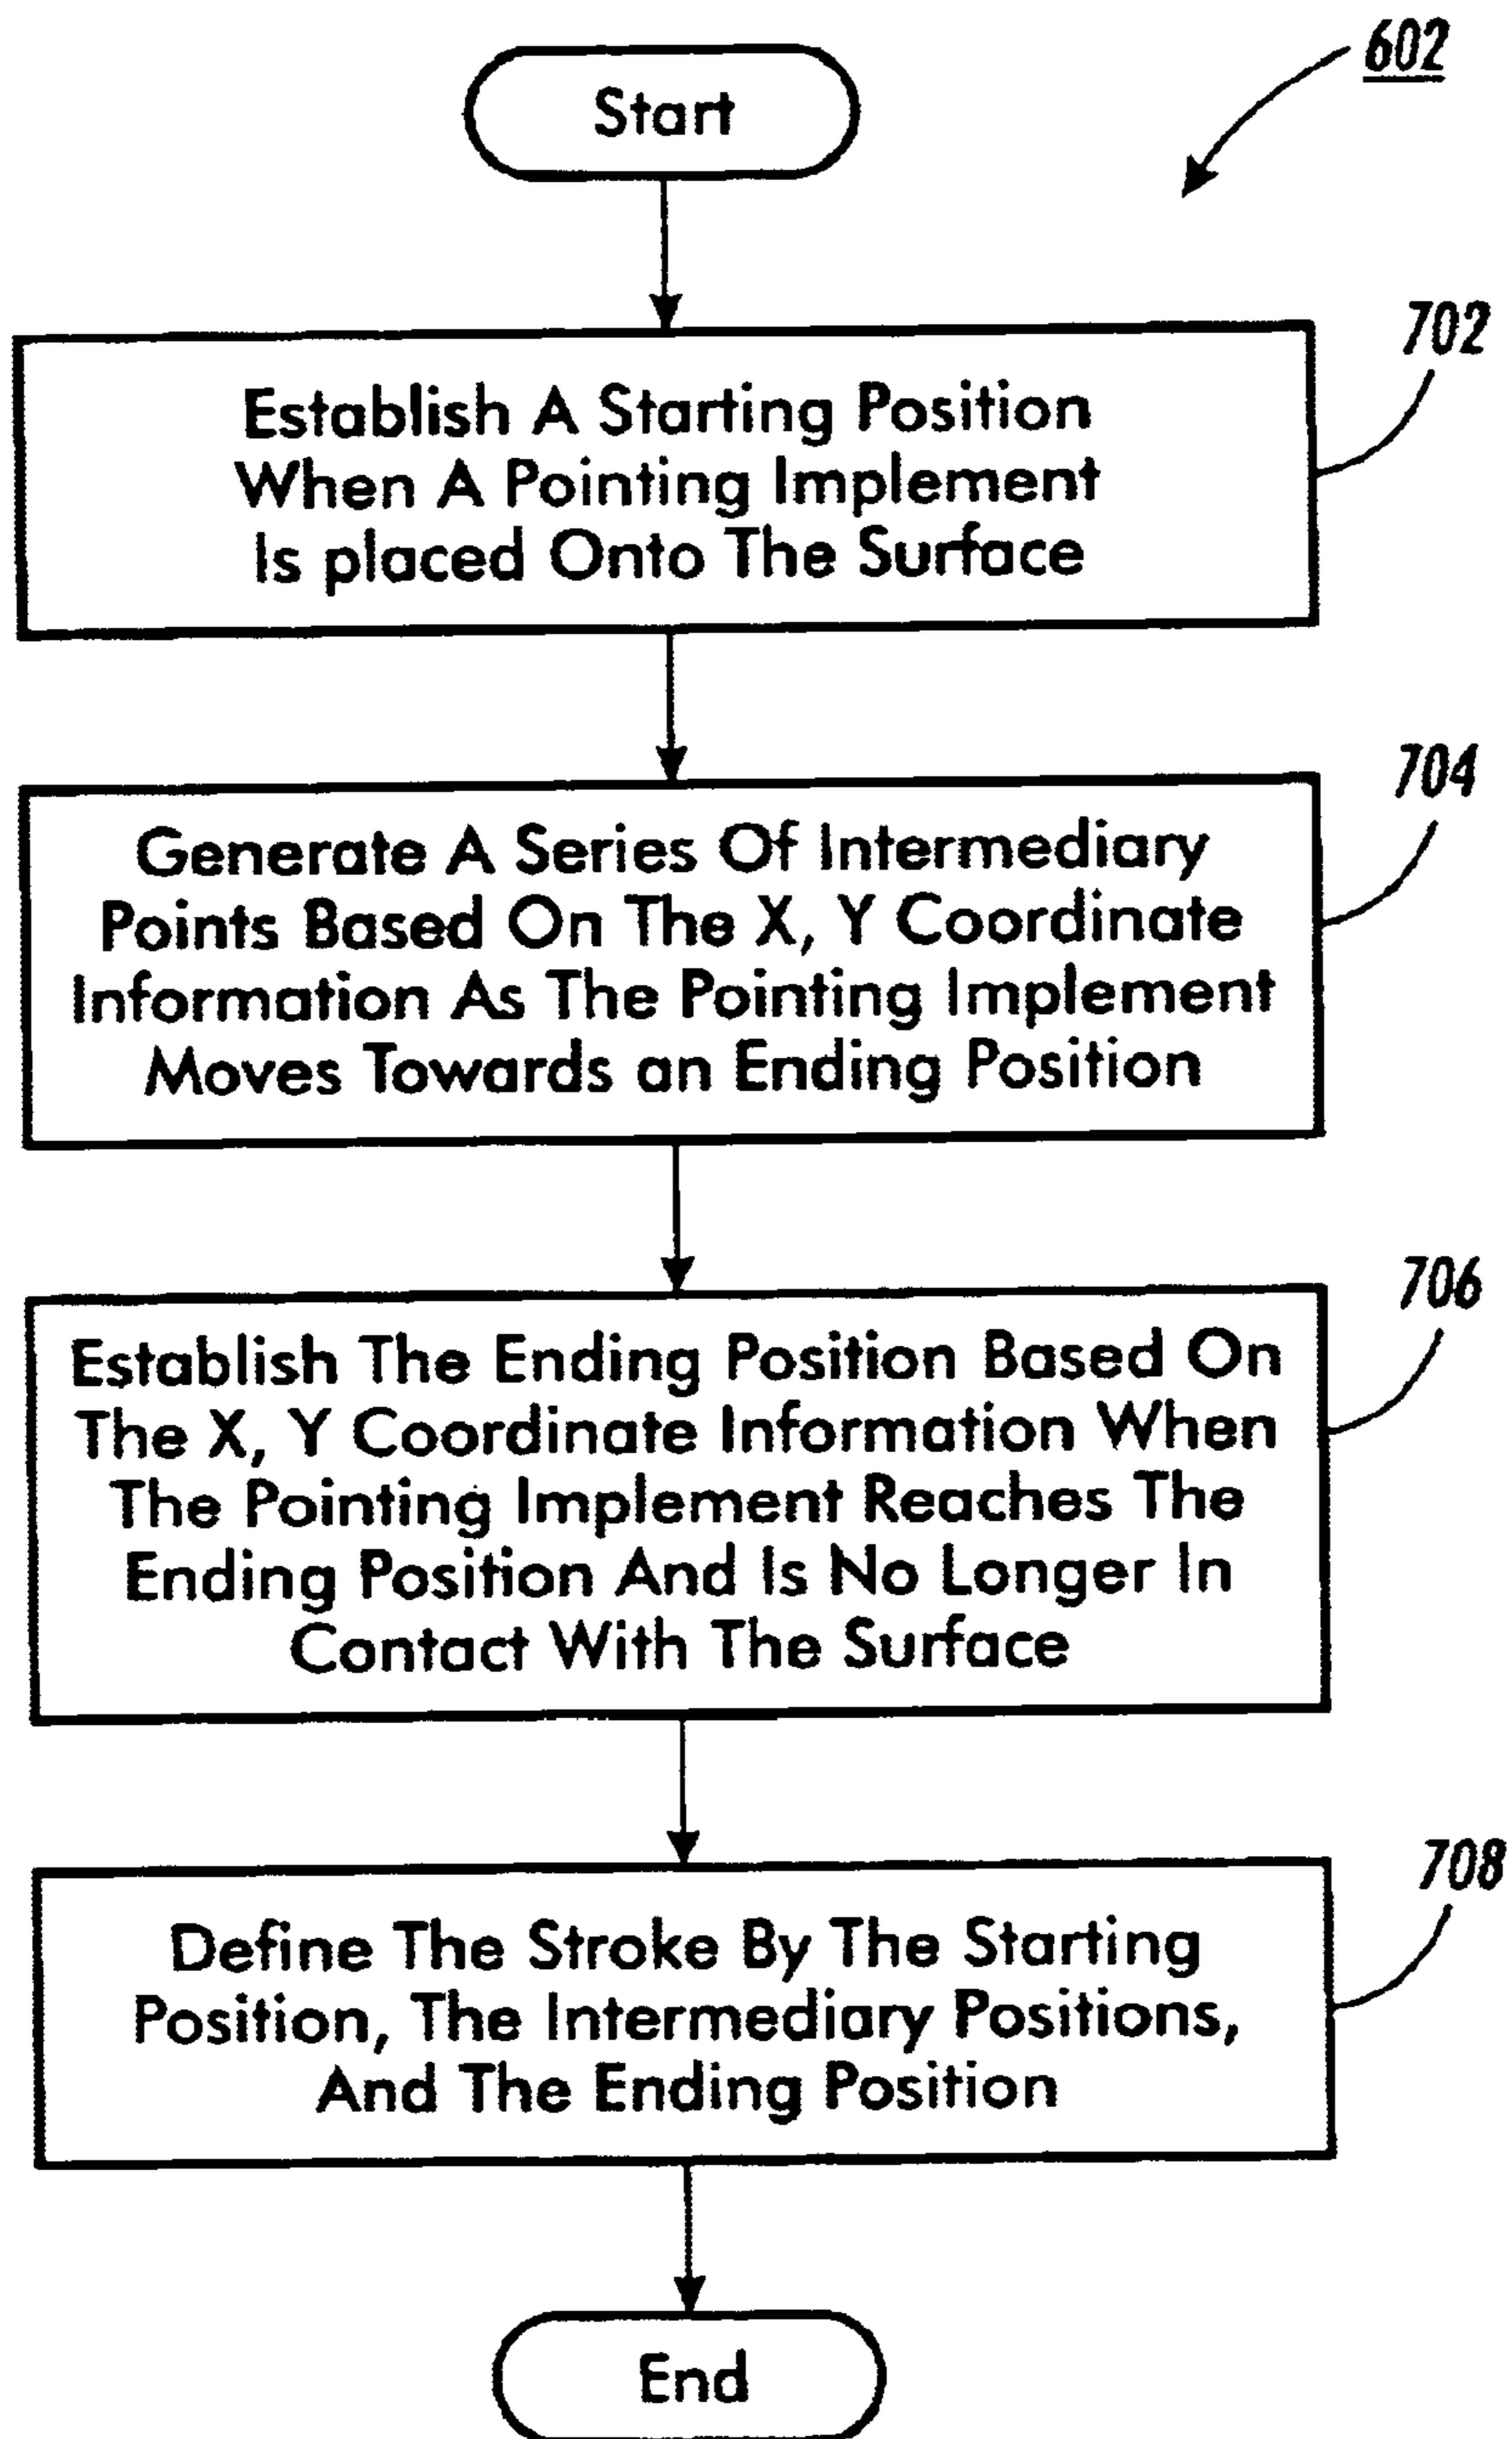 602
Start
702
Establish A Starting Position
When A Pointing Implement
Is placed Onto The Surface
704
Generate A Series Of Intermediary
Points Based On The X, Y Coordinate
Information As The Pointing Implement
Moves Towards an Ending Position
706
Establish The Ending Position Based On
The X, Y Coordinate Information When
The Pointing Implement Reaches The
Ending Position And Is No Longer In
Contact With The Surface
708
Define The Stroke By The Starting
Position, The Intermediary Positions,
And The Ending Position
End